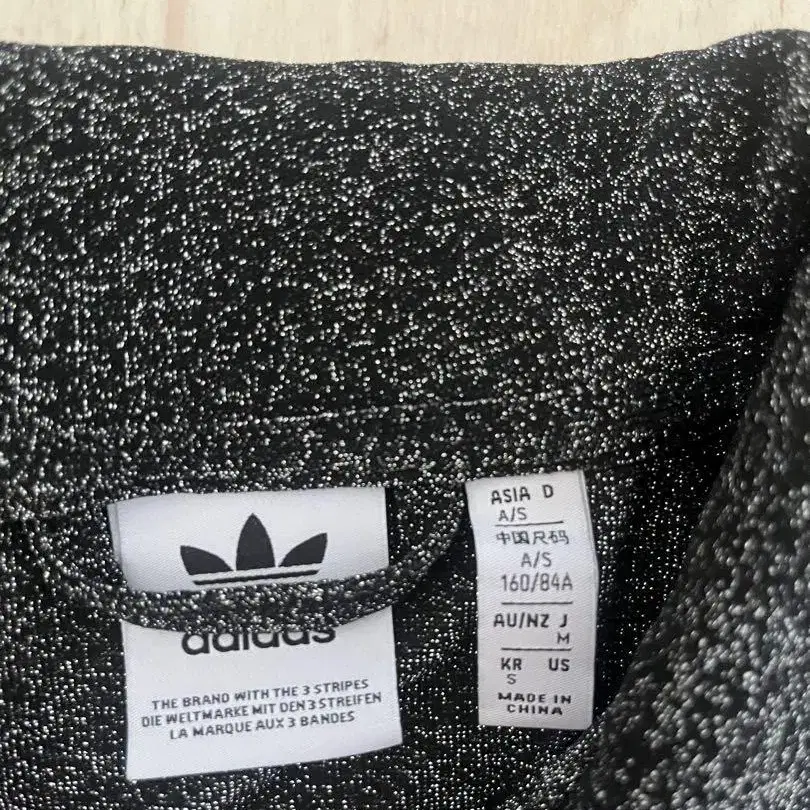 adidas
THE BRAND WITH THE 3 STRIPES
DIE WELTMARKE MIT DEN 3 STREIFEN
LA MARQUE AUX 3 BANDES
ASIA D
A/S
中国尺码
A/S
160/84A
AU/NZ J
M
KR US
S
MADE IN
CHINA